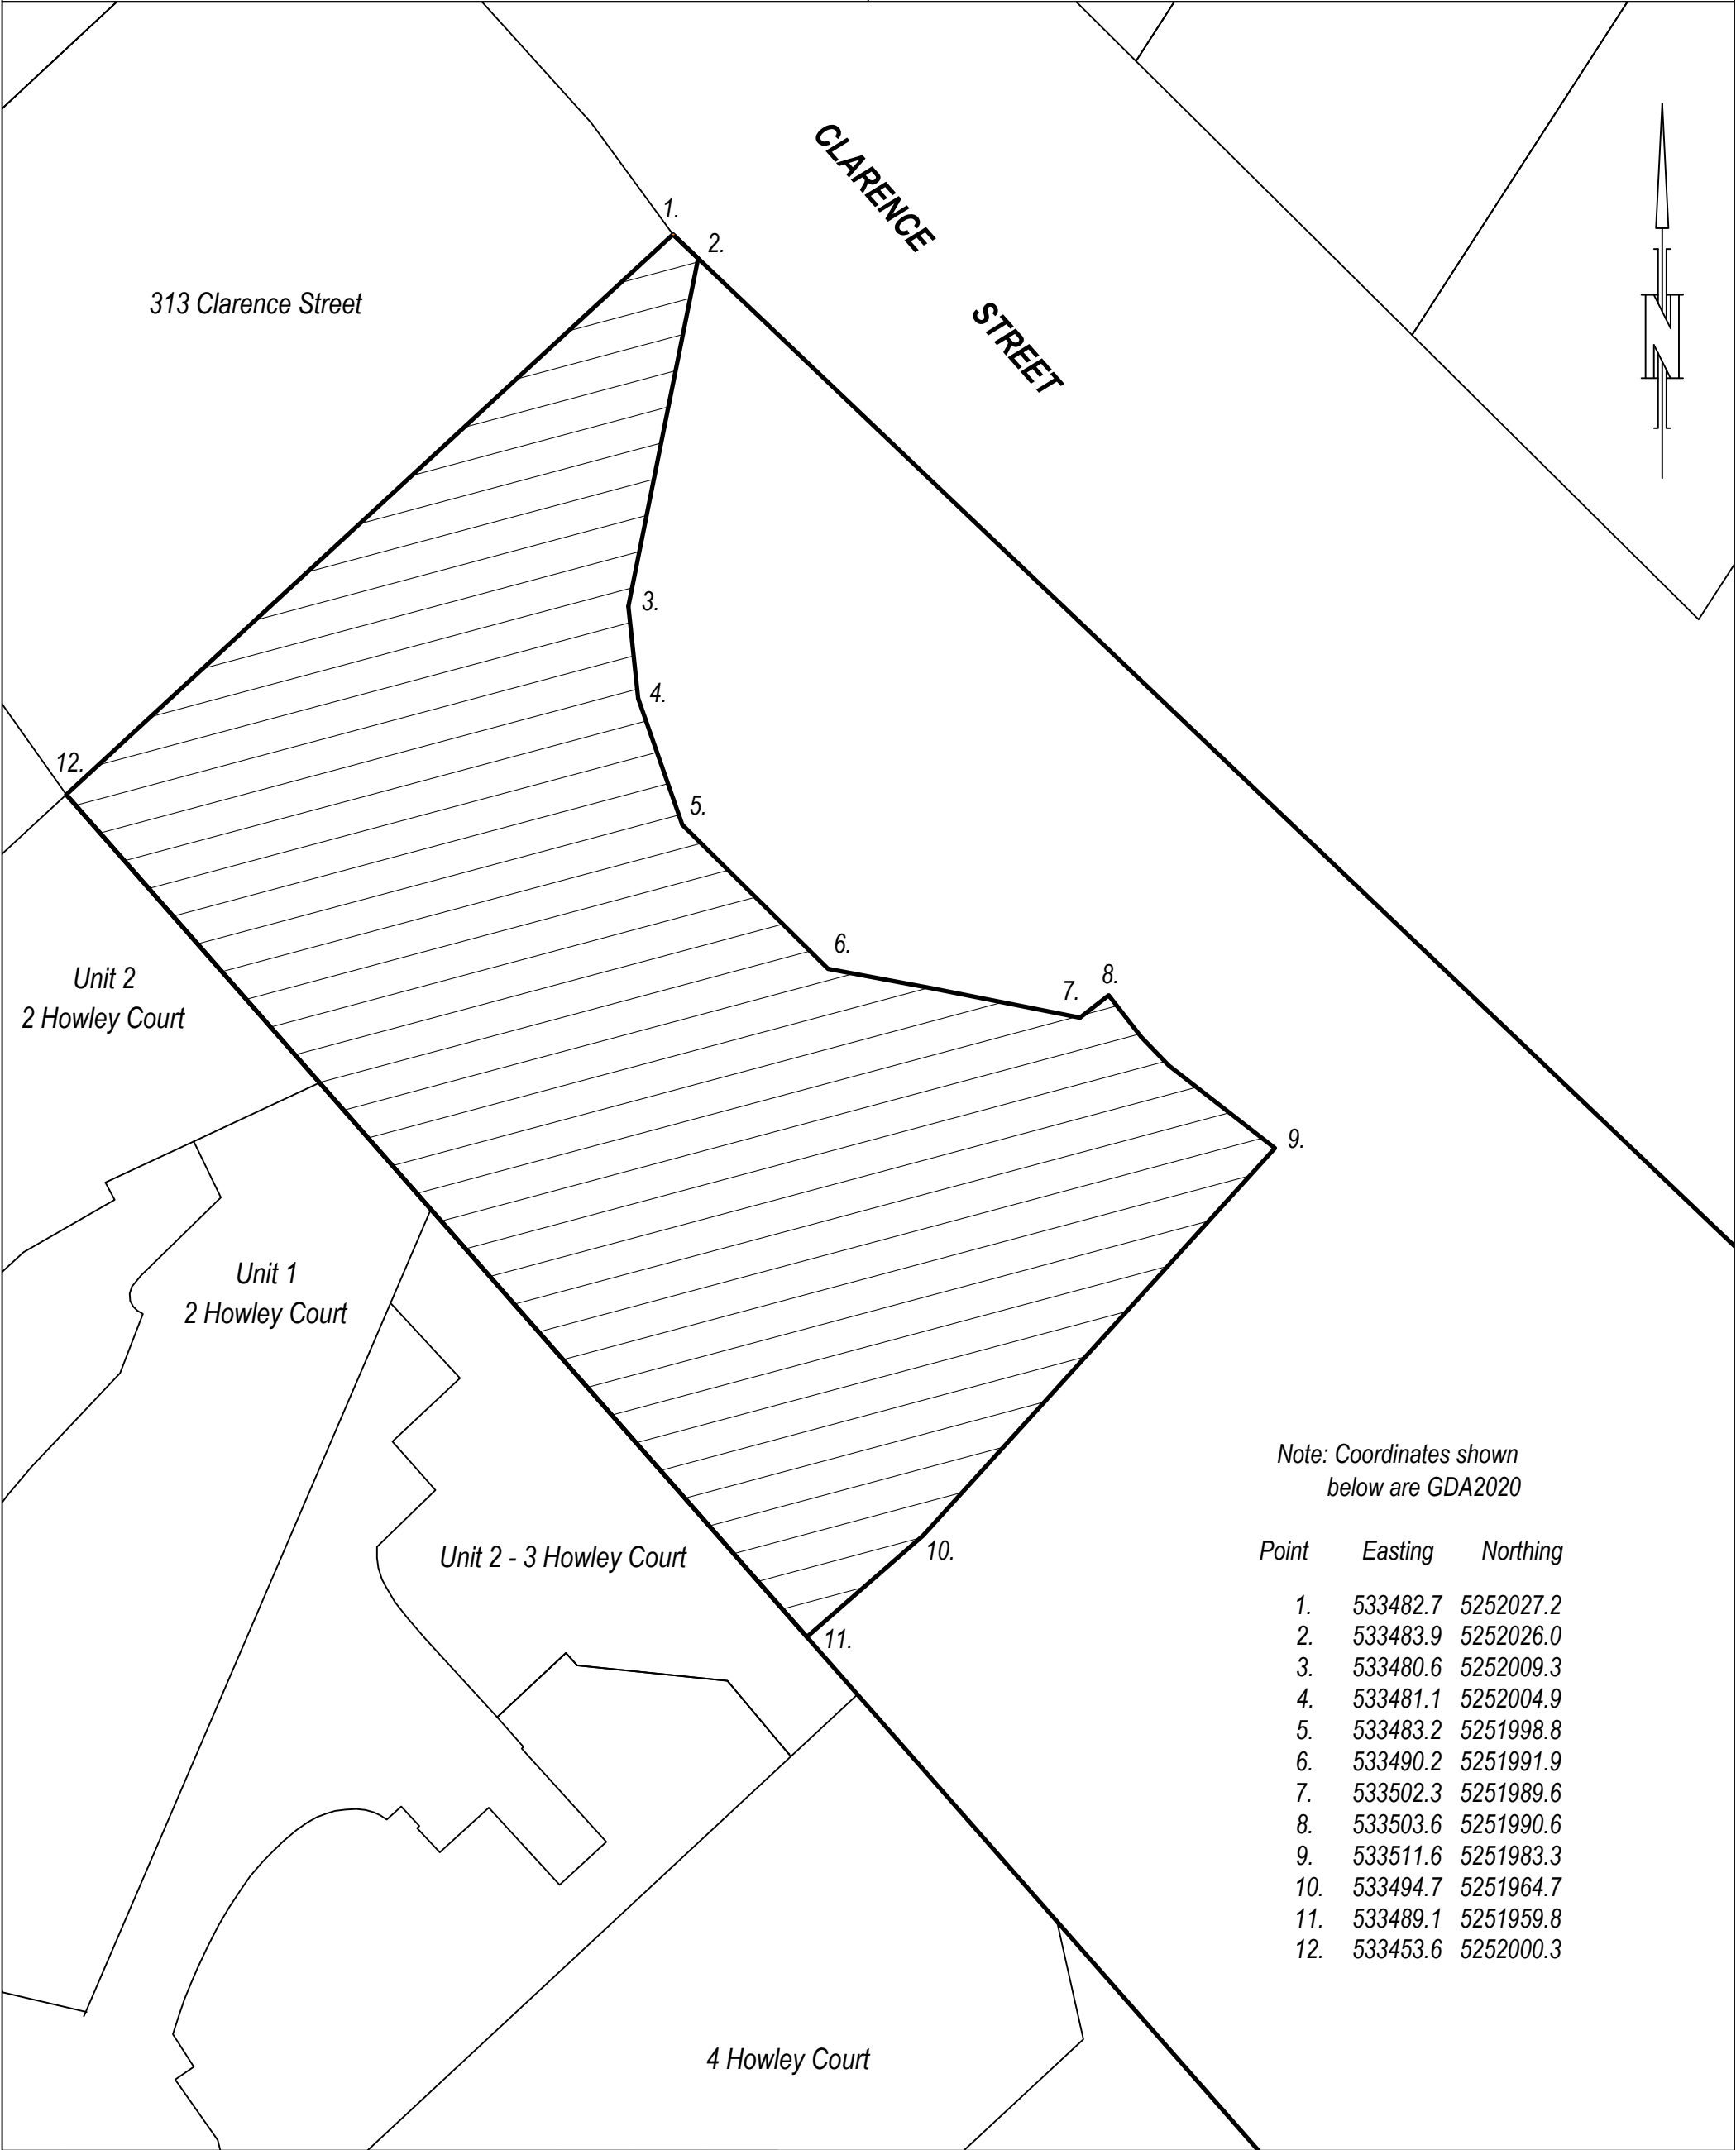 CLARENCE
STREET
1.
2.
313 Clarence Street
N
3.
4.
12.
5.
6.
7.
8.
Unit 2
2 Howley Court
9.
Unit 1
2 Howley Court
Unit 2 - 3 Howley Court
10.
11.
4 Howley Court
Note: Coordinates shown
below are GDA2020
Point Easting Northing
1. 533482.7 5252027.2
2. 533483.9 5252026.0
3. 533480.6 5252009.3
4. 533481.1 5252004.9
5. 533483.2 5251998.8
6. 533490.2 5251991.9
7. 533502.3 5251989.6
8. 533503.6 5251990.6
9. 533511.6 5251983.3
10. 533494.7 5251964.7
11. 533489.1 5251959.8
12. 533453.6 5252000.3